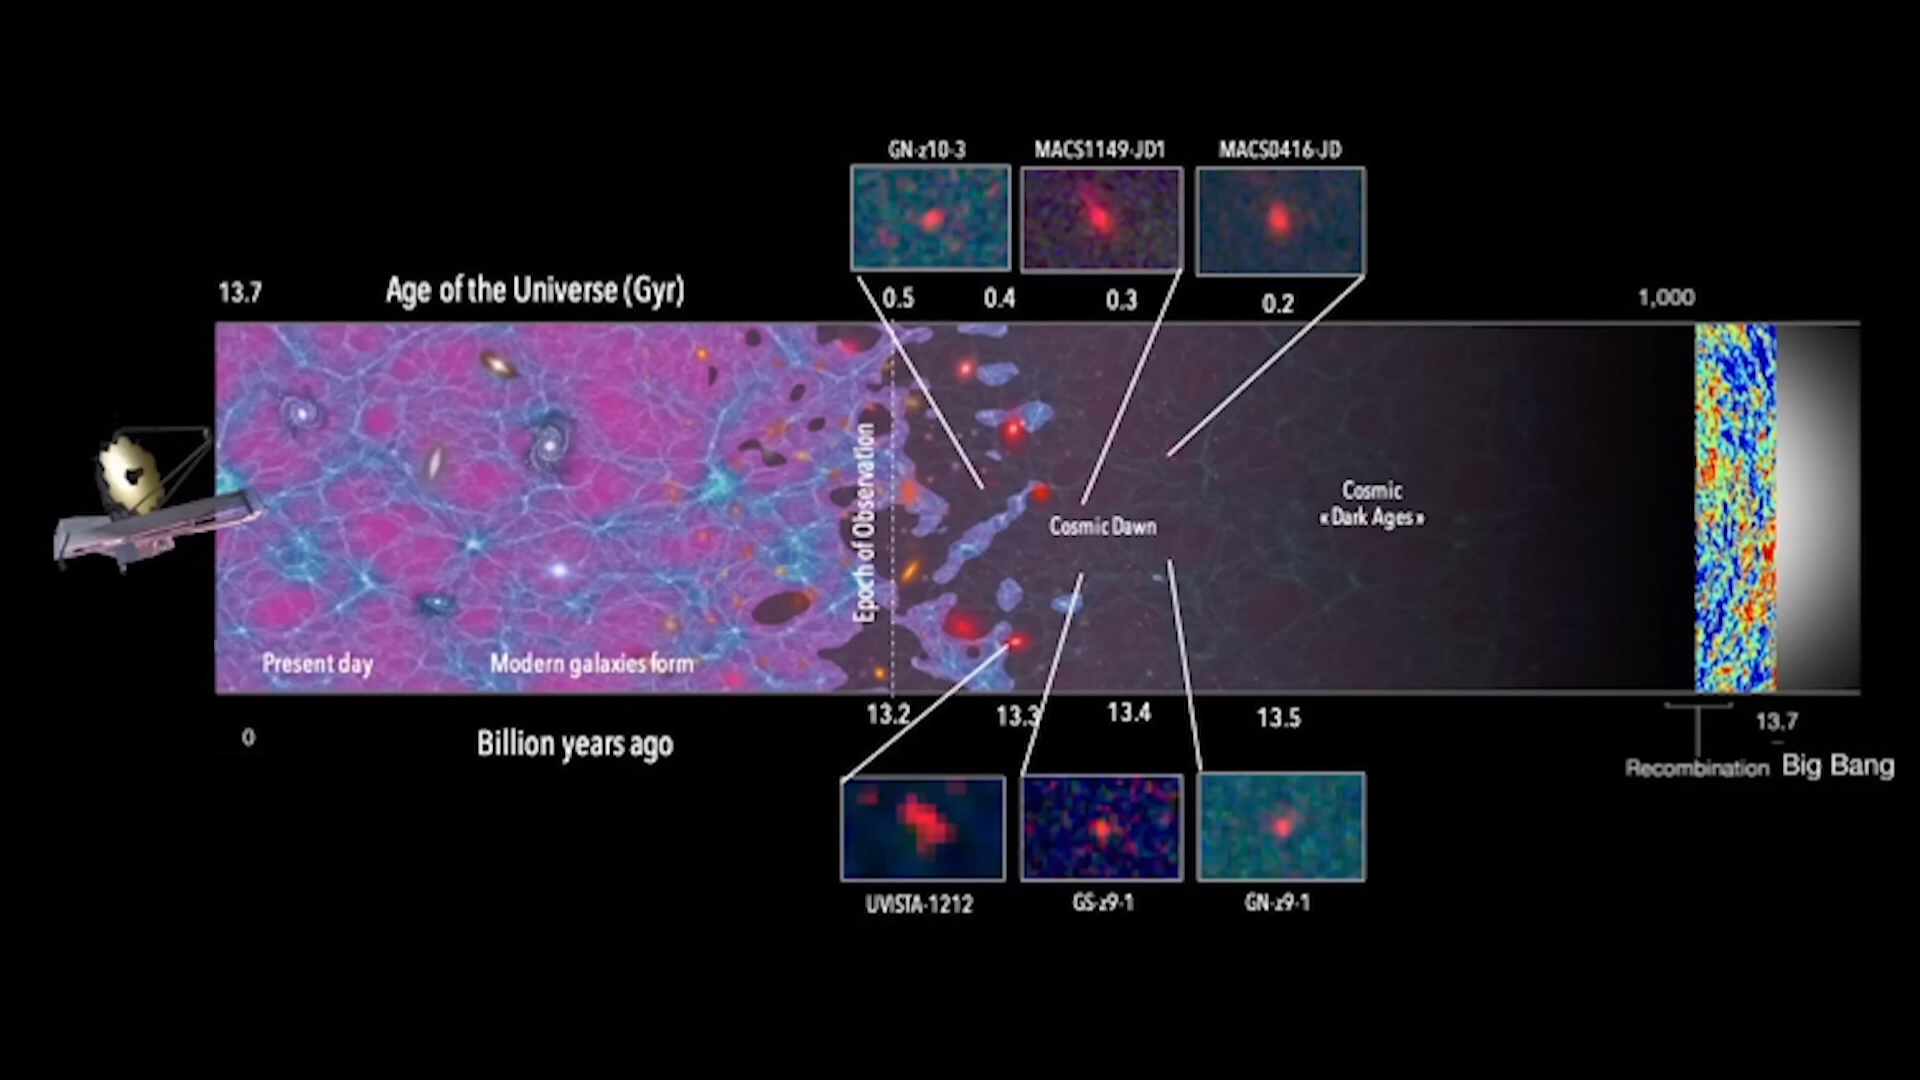 GN-z10-3 MACS1149-JD1 MACS0416-JD
13.7 Age of the Universe (Gyr) 0.5 0.4 0.3 0.2 1,000
Epoch of Observation
Cosmic Dawn
Cosmic
«Dark Ages»
Present day Modern galaxies form
0 Billion years ago 13.2 13.3 13.4 13.5 13.7
Recombination Big Bang
UVISTA-1212 GS-z9-1 GN-z9-1